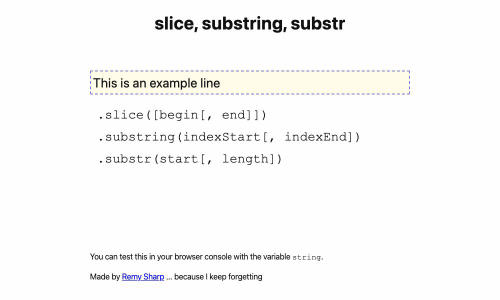 slice, substring, substr
This is an example line
.slice([begin[, end]])
.substring(indexStart[, indexEnd])
.substr(start[, length])
You can test this in your browser console with the variable string.
Made by Remy Sharp ... because I keep forgetting